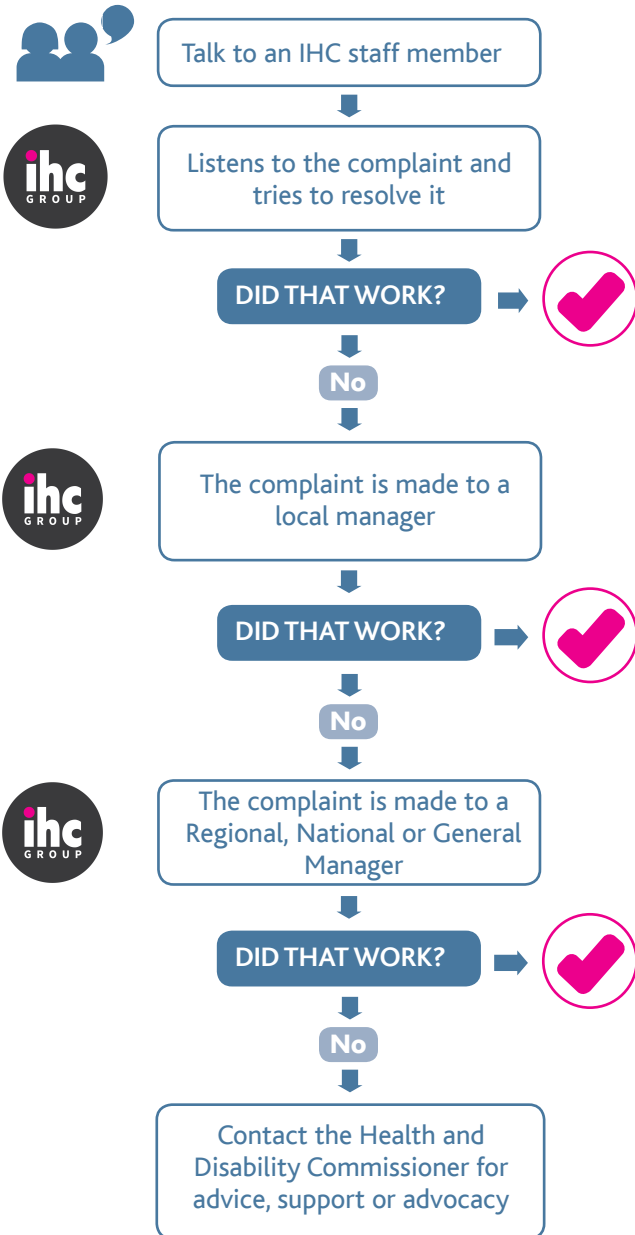 Talk to an IHC staff member
ihc
GROUP
Listens to the complaint and
tries to resolve it
DID THAT WORK?
No
ihc
GROUP
The complaint is made to a
local manager
DID THAT WORK?
No
ihc
GROUP
The complaint is made to a
Regional, National or General
Manager
DID THAT WORK?
No
Contact the Health and
Disability Commissioner for
advice, support or advocacy